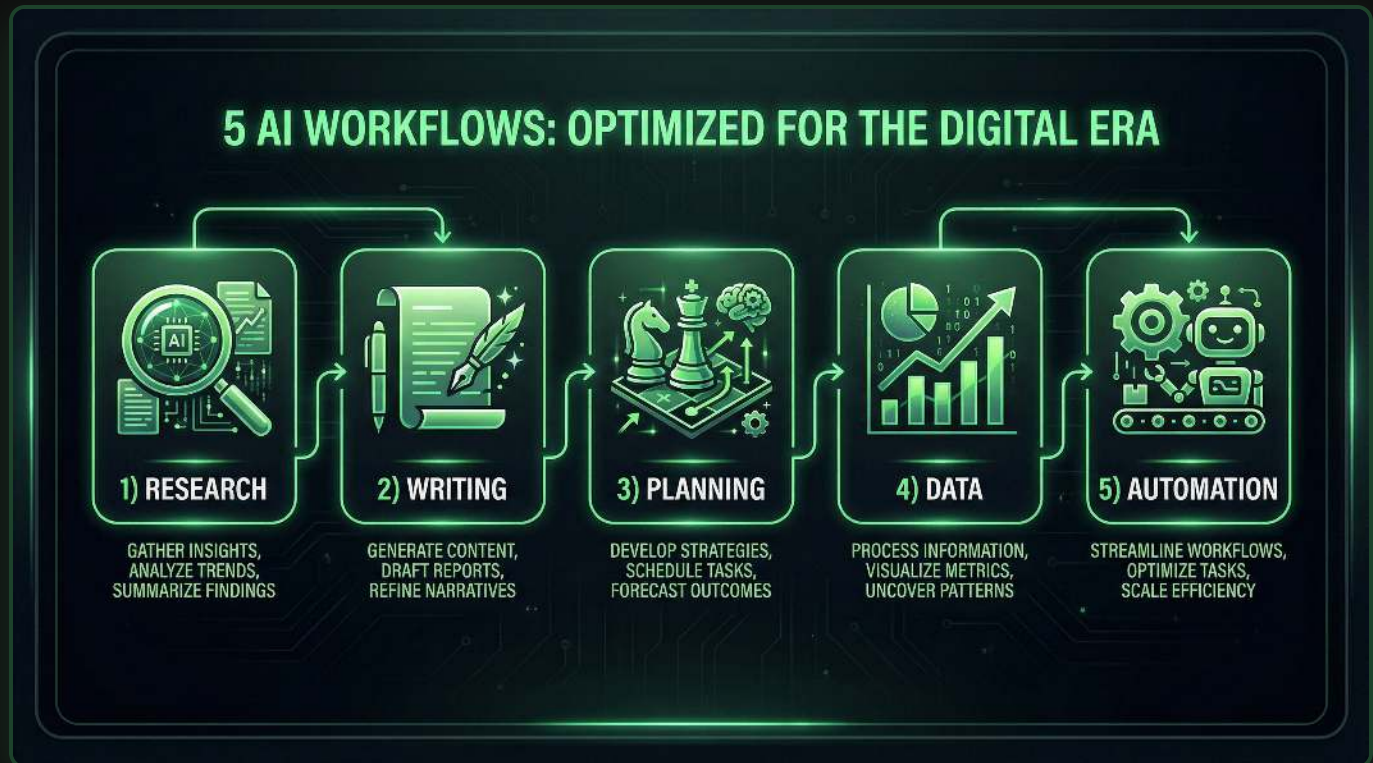 5 AI WORKFLOWS: OPTIMIZED FOR THE DIGITAL ERA
AI
1) RESEARCH
GATHER INSIGHTS,
ANALYZE TRENDS,
SUMMARIZE FINDINGS
2) WRITING
GENERATE CONTENT,
DRAFT REPORTS,
REFINE NARRATIVES
3) PLANNING
DEVELOP STRATEGIES,
SCHEDULE TASKS,
FORECAST OUTCOMES
4) DATA
PROCESS INFORMATION,
VISUALIZE METRICS,
UNCOVER PATTERNS
5) AUTOMATION
STREAMLINE WORKFLOWS,
OPTIMIZE TASKS,
SCALE EFFICIENCY